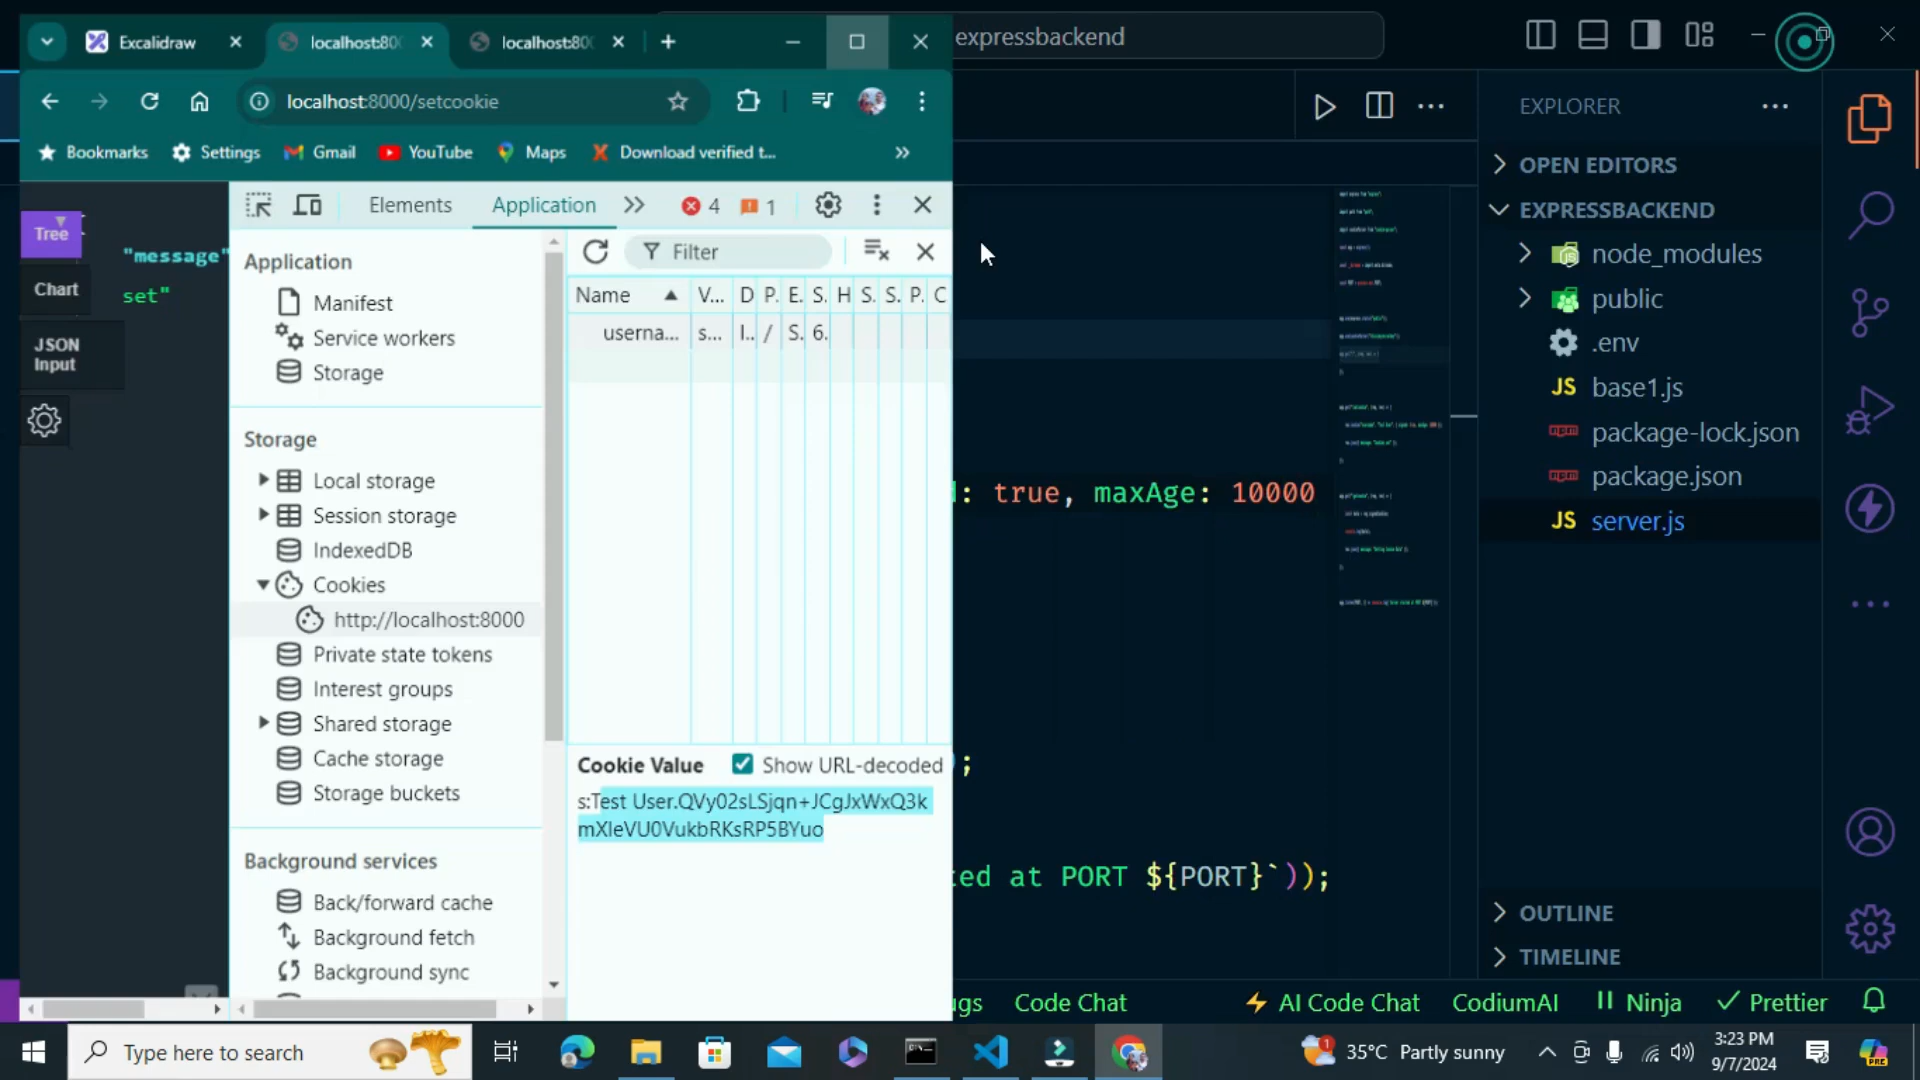 Excalidraw
localhost:800
localhost:800
expressbackend
localhost:8000/setcookie
Bookmarks
Settings
Gmail
YouTube
Maps
Download verified t...
Elements
Application
4
1
Tree
Chart
JSON
Input
"message"
set"
Application
Manifest
Service workers
Storage
Storage
Local storage
Session storage
IndexedDB
Cookies
http://localhost:8000
Private state tokens
Interest groups
Shared storage
Cache storage
Storage buckets
Background services
Back/forward cache
Background fetch
Background sync
Filter
Name V... D P. E. S. H S. S. P. C
userna... s... l.. / S. 6.
Cookie Value Show URL-decoded
s:Test User.QVy02sLSjqn+JCgJxWxQ3k
mXIeVU0VukbRKsRP5BYuo
: true, maxAge: 10000
;
ted at PORT ${PORT}`));
EXPLORER
OPEN EDITORS
EXPRESSBACKEND
node_modules
public
.env
JS base1.js
package-lock.json
package.json
JS server.js
OUTLINE
TIMELINE
gs
Code Chat
AI Code Chat
CodiumAI
Ninja
Prettier
Type here to search
35°C Partly sunny
3:23 PM
9/7/2024